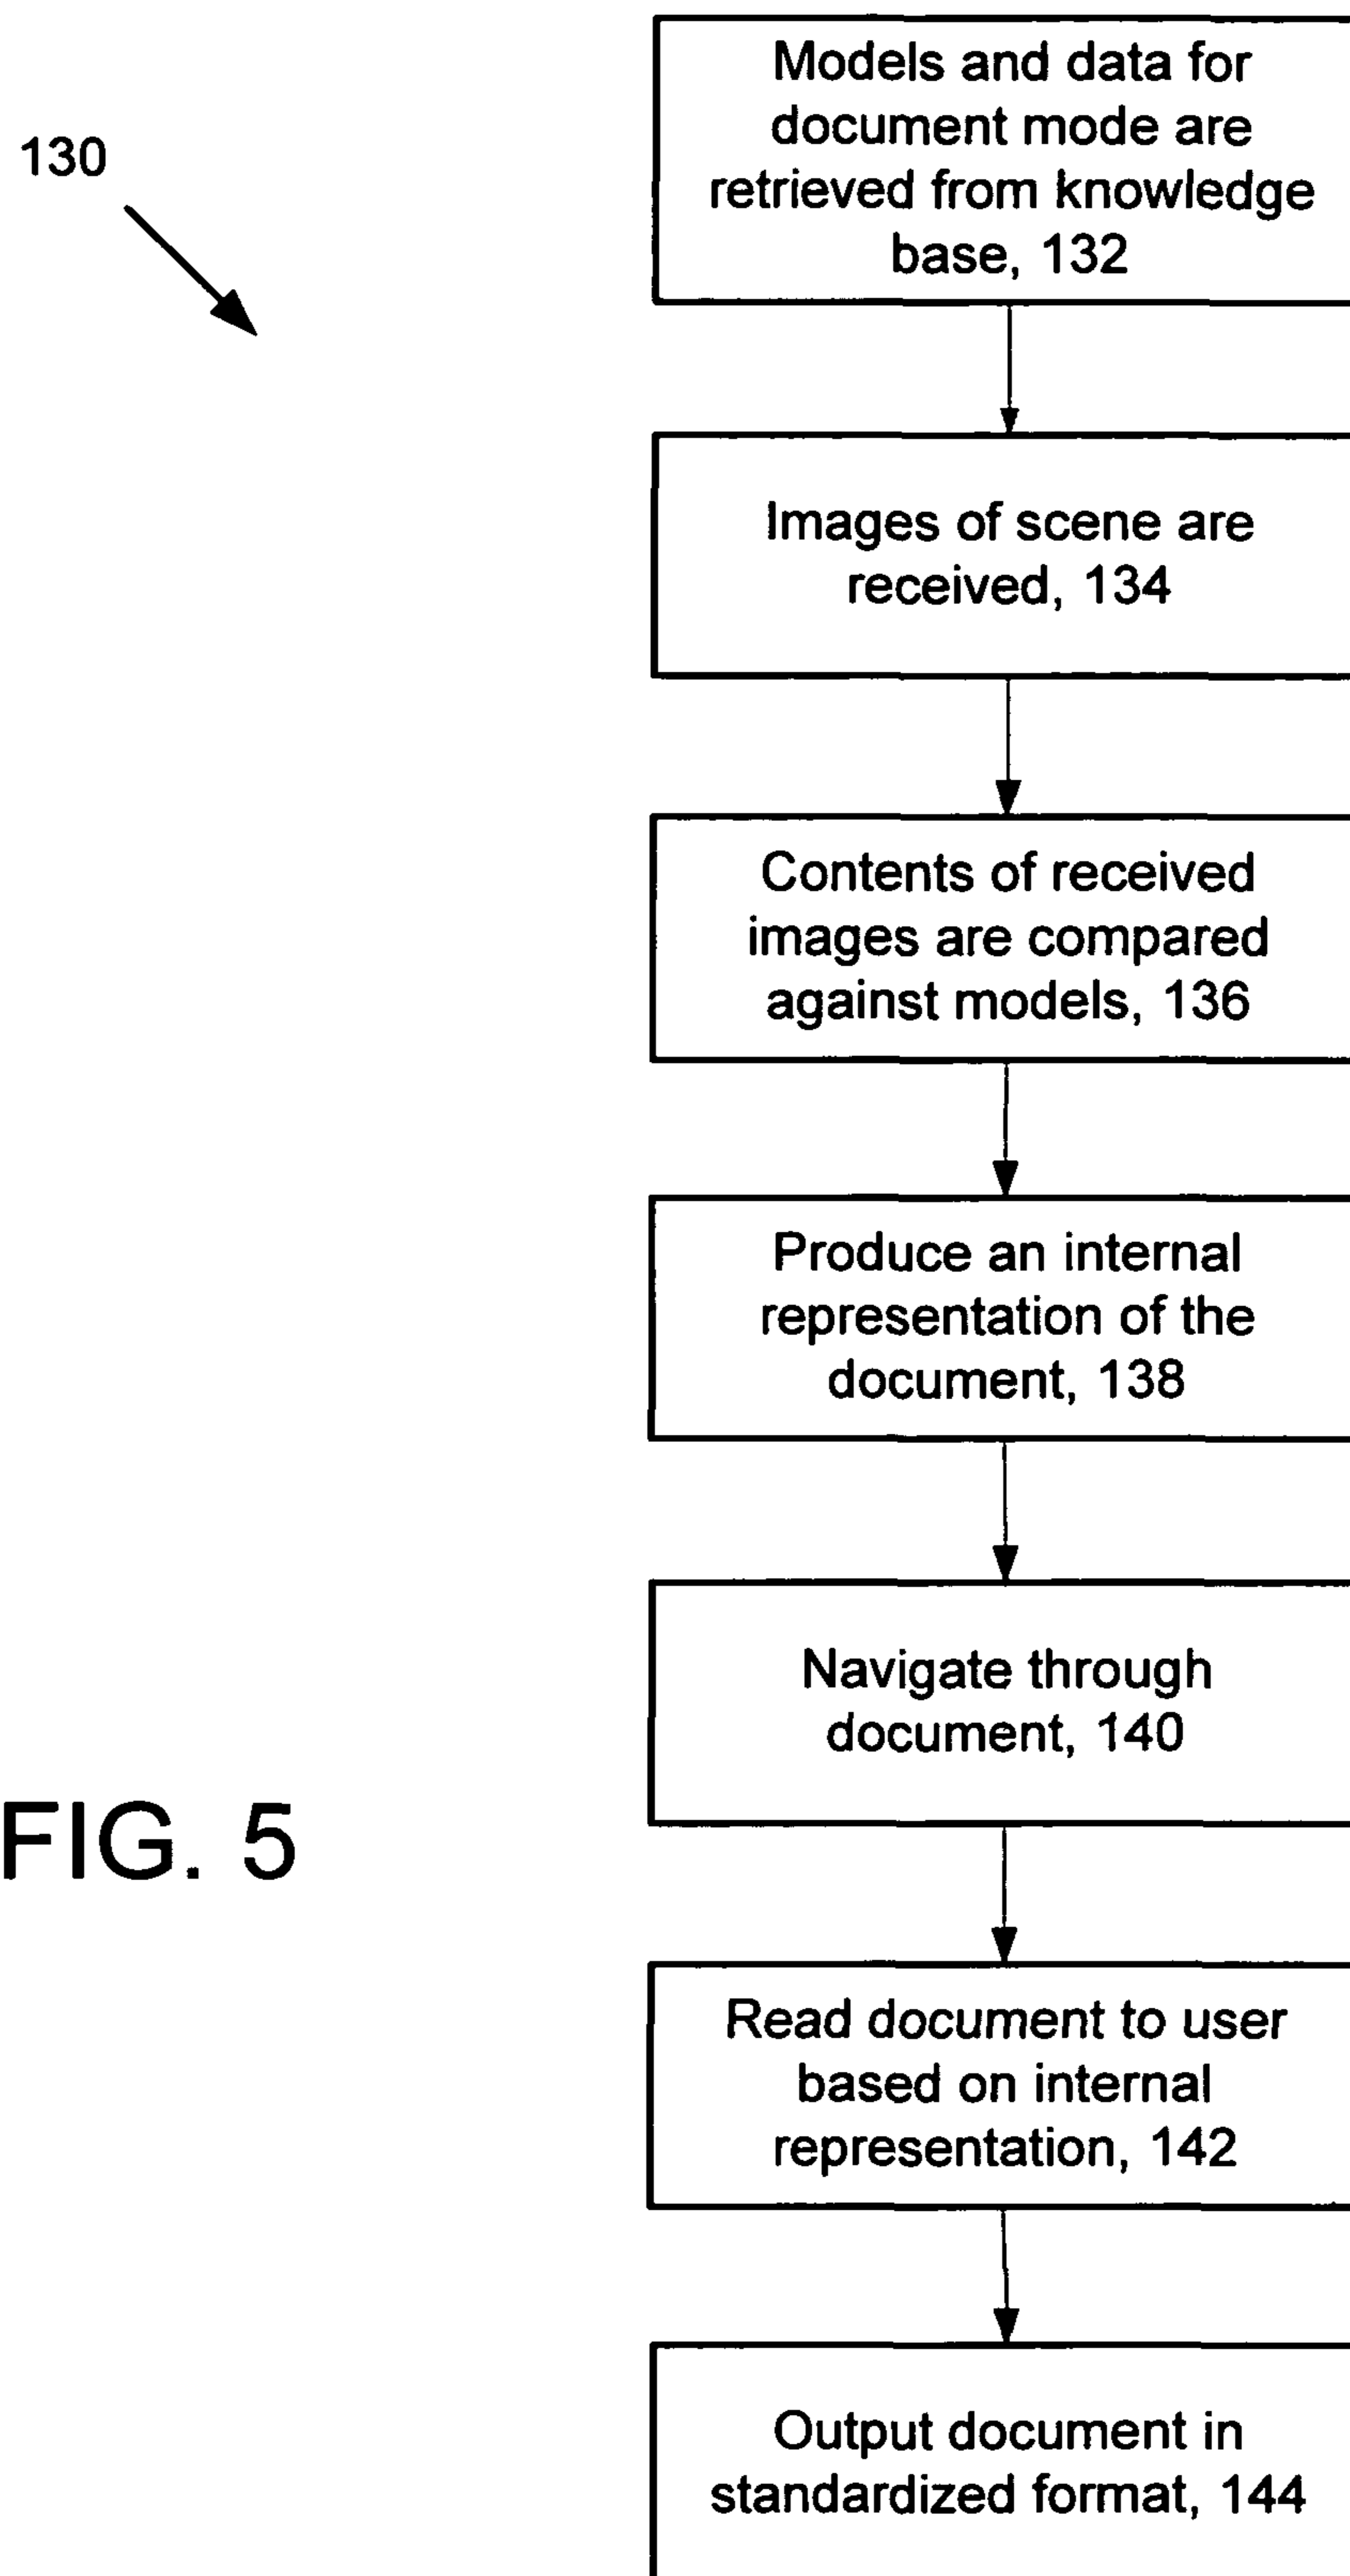 130
Models and data for
document mode are
retrieved from knowledge
base, 132
Images of scene are
received, 134
Contents of received
images are compared
against models, 136
Produce an internal
representation of the
document, 138
Navigate through
document, 140
FIG. 5
Read document to user
based on internal
representation, 142
Output document in
standardized format, 144